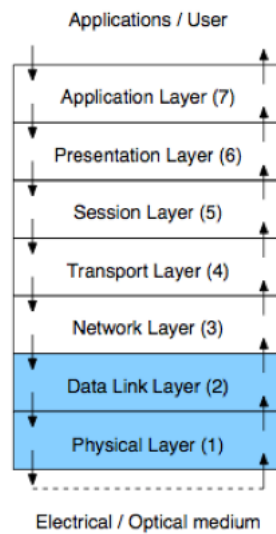 Applications / User
Application Layer (7)
Presentation Layer (6)
Session Layer (5)
Transport Layer (4)
Network Layer (3)
Data Link Layer (2)
Physical Layer (1)
Electrical / Optical medium